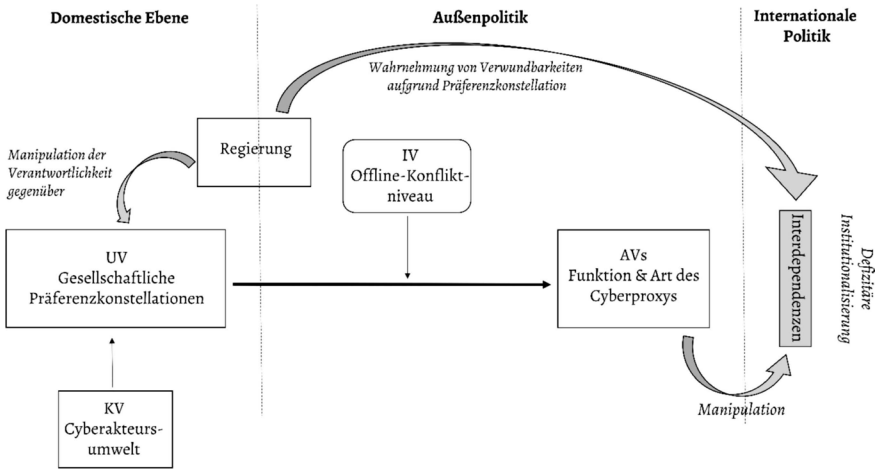 Domestische Ebene
Außenpolitik
Internationale
Politik
Wahrnehmung von Verwundbarkeiten
aufgrund Präferenzkonstellation
Regierung
Manipulation der
Verantwortlichkeit
gegenüber
IV
Offline-Konflikt-
niveau
UV
Gesellschaftliche
Präferenzkonstellationen
AVs
Funktion & Art des
Cyberproxys
Interdependenzen
Defizitäre
Institutionalisierung
KV
Cyberakteurs-
umwelt
Manipulation